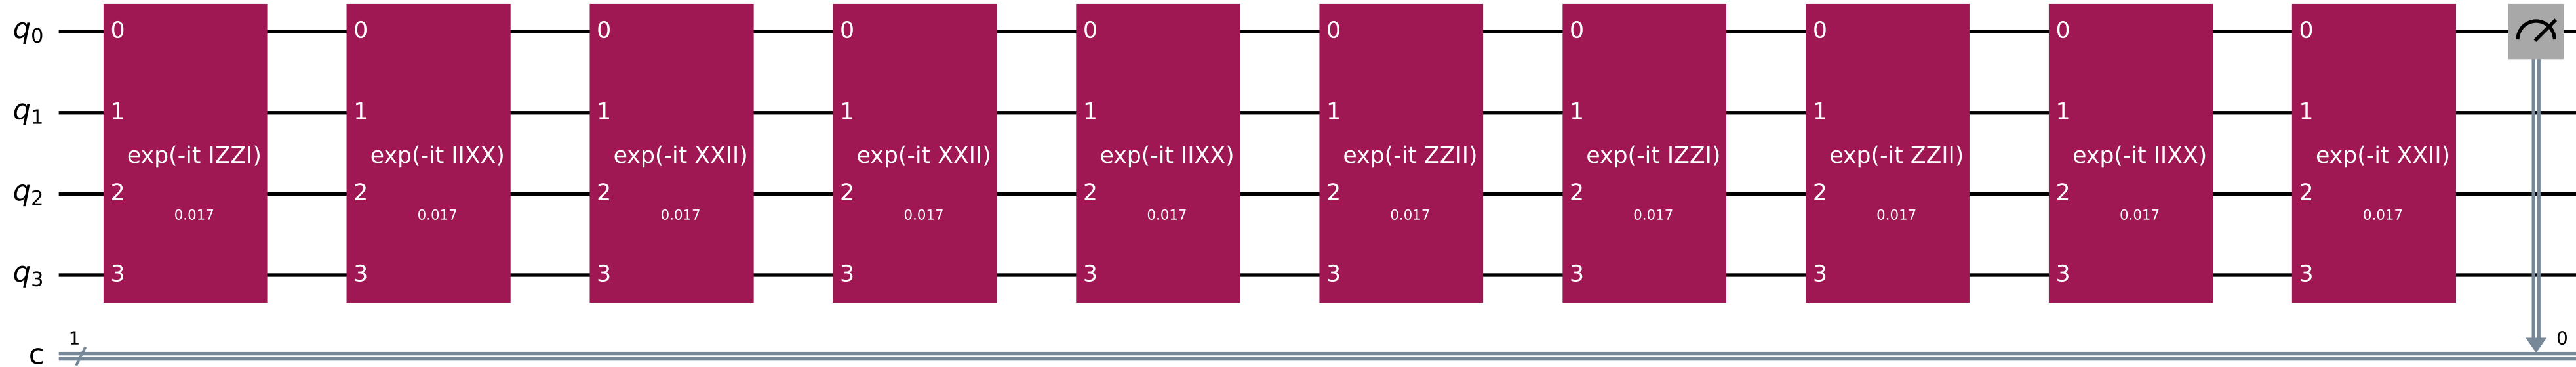 q0 0 0 0 0 0 0 0 0 0 0
q1 1 1 1 1 1 1 1 1 1 1
exp(-it IZZI) exp(-it IIXX) exp(-it XXII) exp(-it XXII) exp(-it IIXX) exp(-it ZZII) exp(-it IZZI) exp(-it ZZII) exp(-it IIXX) exp(-it XXII)
q2 2 2 2 2 2 2 2 2 2 2
0.017 0.017 0.017 0.017 0.017 0.017 0.017 0.017 0.017 0.017
q3 3 3 3 3 3 3 3 3 3 3
1 0
c